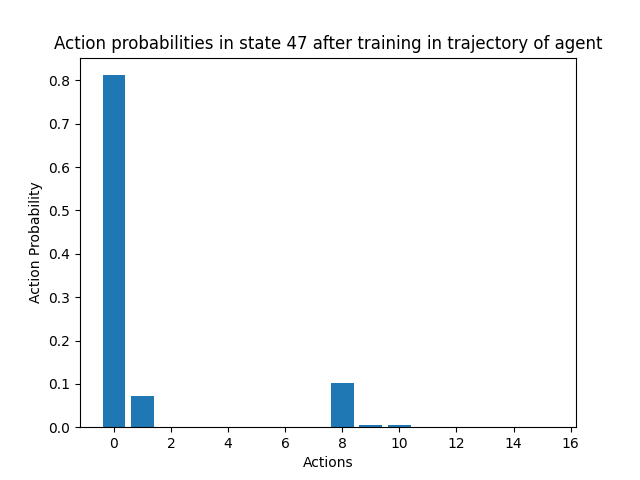 Action probabilities in state 47 after training in trajectory of agent
Action Probability
0.8
0.7
0.6
0.5
0.4
0.3
0.2
0.1
0.0
0 2 4 6 8 10 12 14 16
Actions